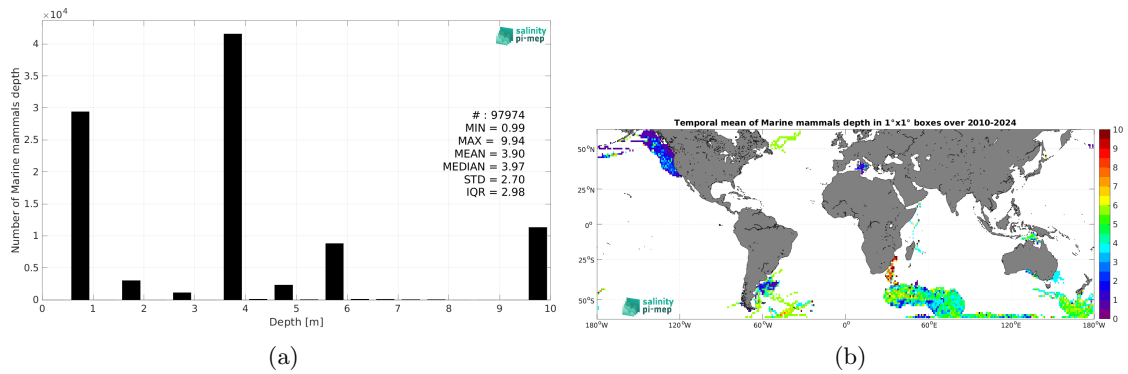 ×10⁴
salinity
pi-mep
Number of Marine mammals depth
4
3.5
3
2.5
2
1.5
1
0.5
0
# : 97974
MIN = 0.99
MAX = 9.94
MEAN = 3.90
MEDIAN = 3.97
STD = 2.70
IQR = 2.98
0 1 2 3 4 5 6 7 8 9 10
Depth [m]
(a)
Temporal mean of Marine mammals depth in 1°x1° boxes over 2010-2024
50°N
25°N
0°
25°S
50°S
180°W 120°W 60°W 0° 60°E 120°E 180°W
salinity
pi-mep
10
9
8
7
6
5
4
3
2
1
0
(b)